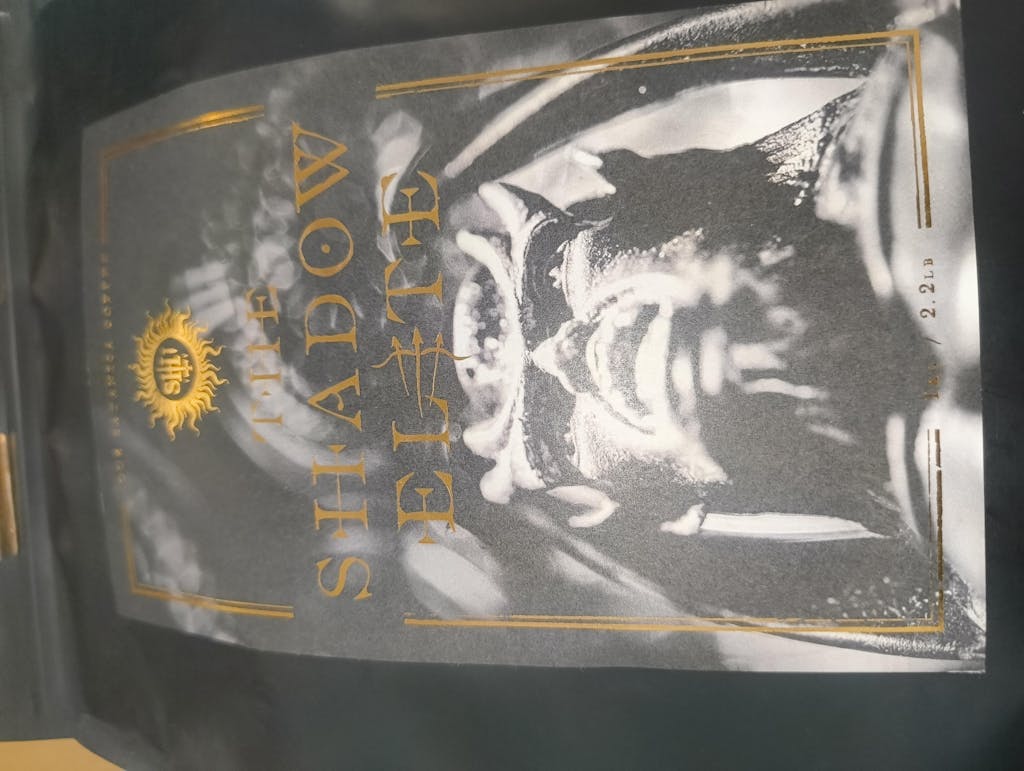 THE
SHADOW
ELITE
1KG / 2.2LB